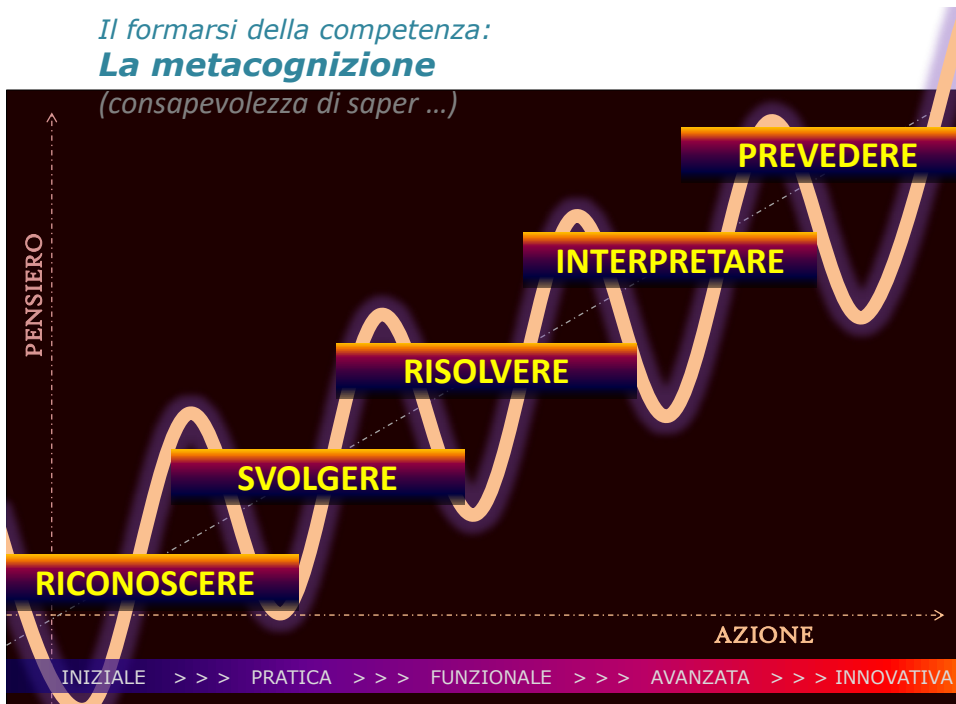 Il formarsi della competenza:
La metacognizione
(consapevolezza di saper …)
PREVEDERE
INTERPRETARE
RISOLVERE
SVOLGERE
RICONOSCERE
PENSIERO
AZIONE
INIZIALE > > > PRATICA > > > FUNZIONALE > > > AVANZATA > > > INNOVATIVA